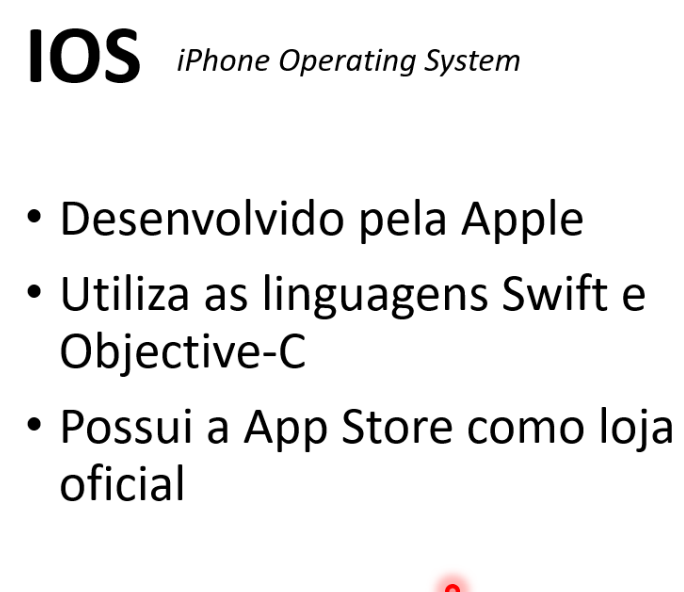 IOS iPhone Operating System
• Desenvolvido pela Apple
• Utiliza as linguagens Swift e
Objective-C
• Possui a App Store como loja
oficial